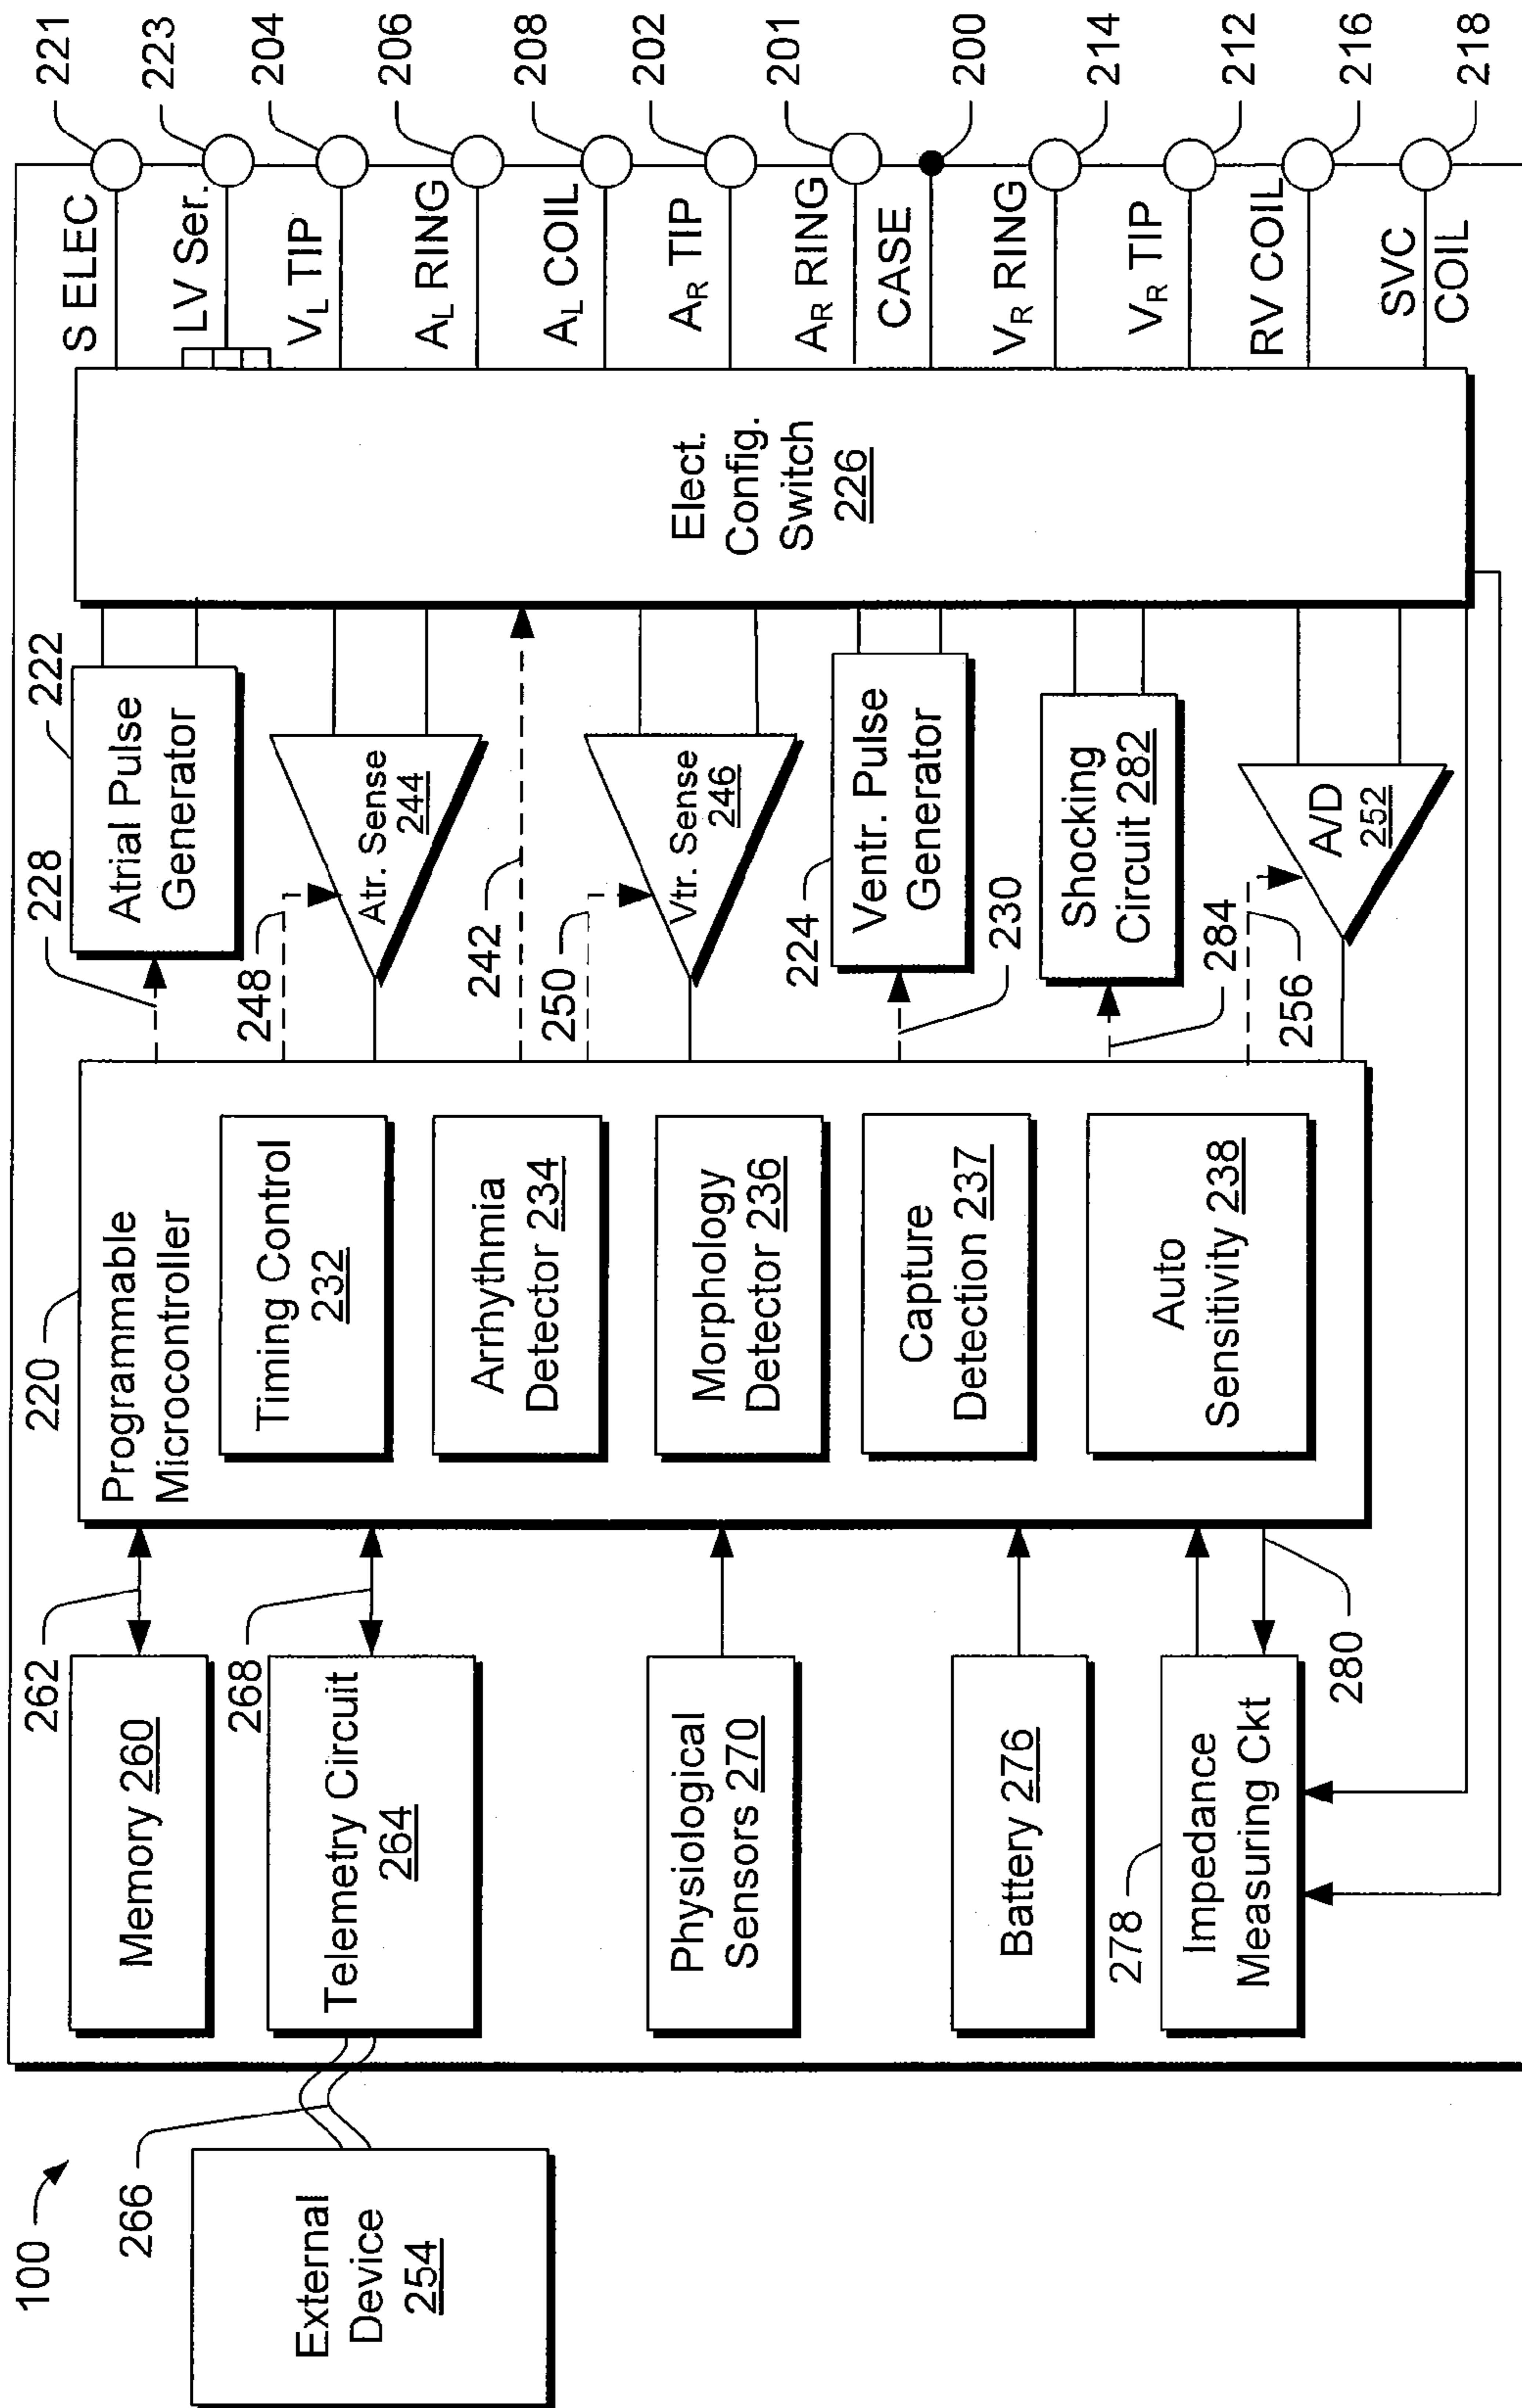 100
External
Device
254
266
Memory 260
262
Telemetry Circuit
264
268
Physiological
Sensors 270
Battery 276
278
Impedance
Measuring Ckt
280
220
Programmable
Microcontroller
Timing Control
232
Arrhythmia
Detector 234
Morphology
Detector 236
Capture
Detection 237
Auto
Sensitivity 238
228
222
Atrial Pulse
Generator
248
Atr. Sense
244
242
250
Vtr. Sense
246
224
Ventr. Pulse
Generator
230
Shocking
Circuit 282
284
256
A/D
252
Elect.
Config.
Switch
226
S ELEC
221
LV Ser.
223
VL TIP
204
AL RING
206
AL COIL
208
AR TIP
202
AR RING
201
CASE
200
VR RING
214
VR TIP
212
RV COIL
216
SVC
COIL
218